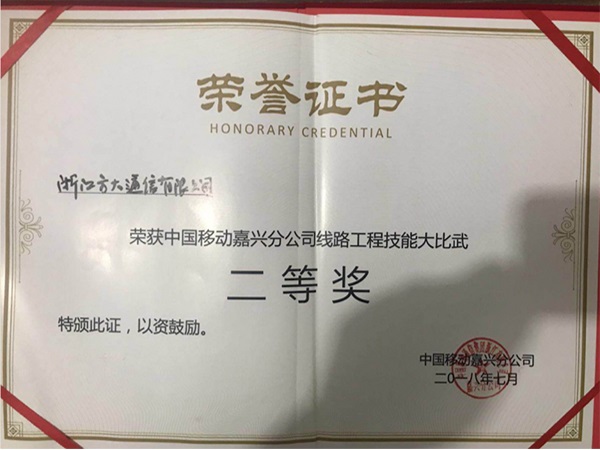 荣誉证书
HONORARY CREDENTIAL
浙江方大通信有限公司
荣获中国移动嘉兴分公司线路工程技能大比武
二等奖
特颁此证，以资鼓励。
中国移动嘉兴分公司
二〇一八年七月